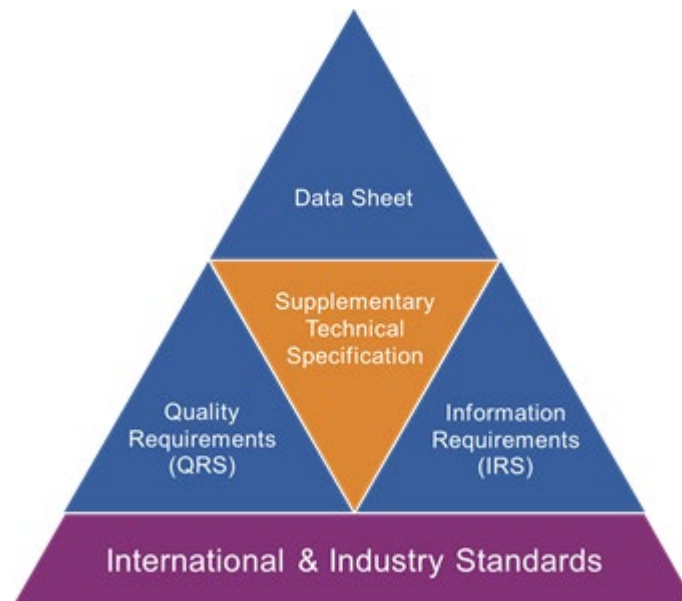 Data Sheet
Supplementary
Technical
Specification
Quality
Requirements
(QRS)
Information
Requirements
(IRS)
International & Industry Standards